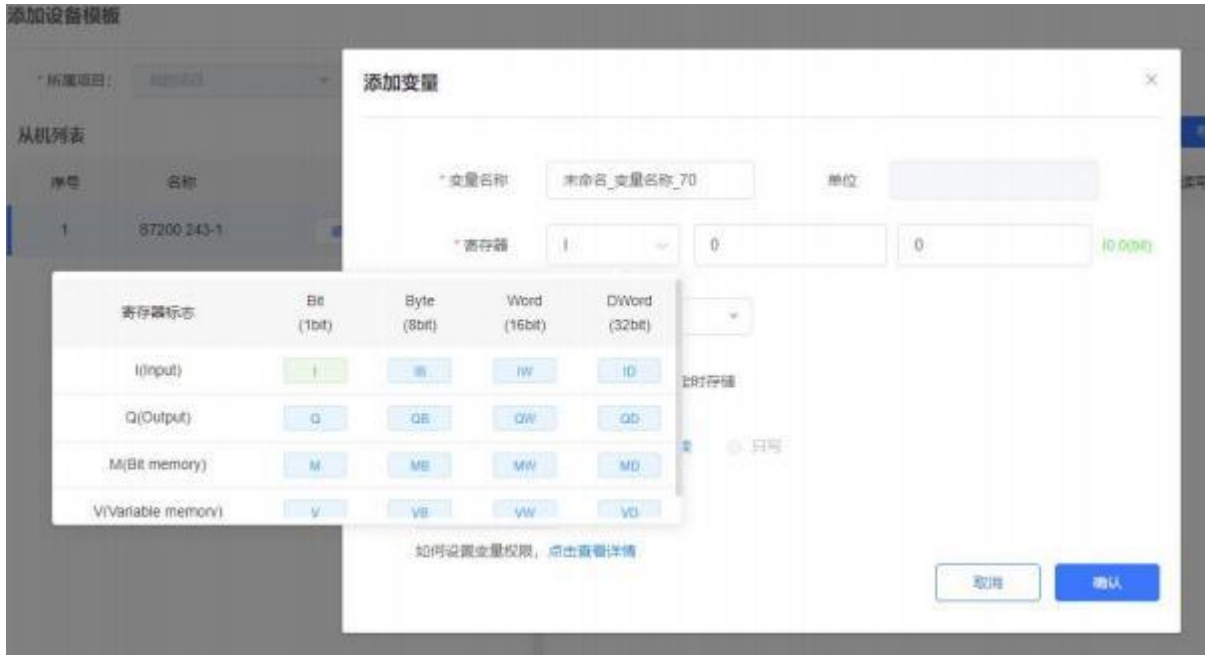 添加设备模板
*所属项目:
添加变量
从机列表
序号 名称
*变量名称 未命名_变量名称_70 单位
1 S7200 243-1
*寄存器 I 0 0 I0.0(bit)
寄存器标志 Bit (1bit) Byte (8bit) Word (16bit) DWord (32bit)
I(Input) I IB IW ID
定时存储
Q(Output) Q QB QW QD
M(Bit memory) M MB MW MD
只写
V(Variable memory) V VB VW VD
如何设置变量权限，点击查看详情
取消 确认